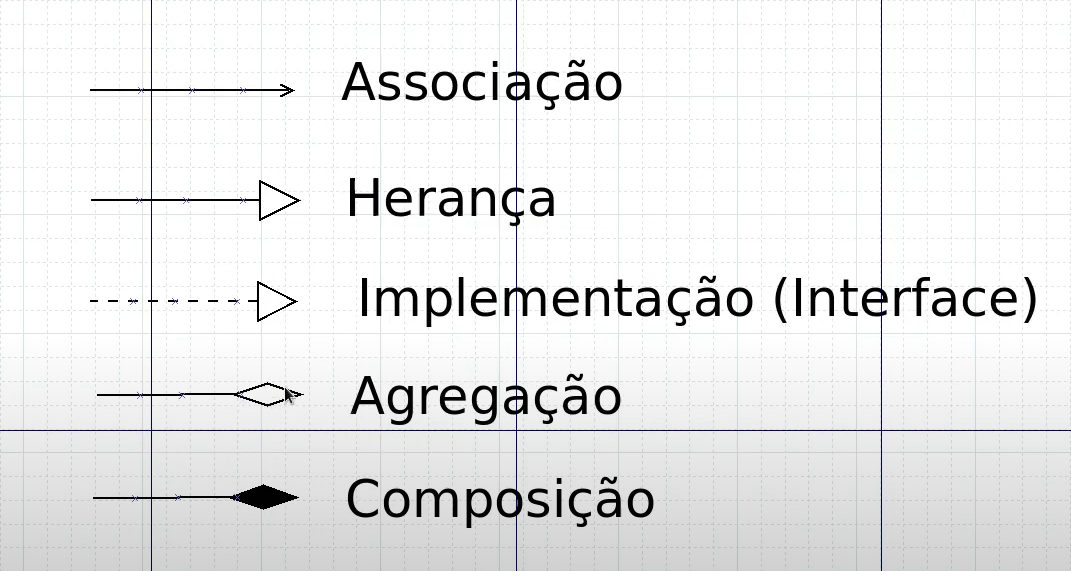 Associação
Herança
Implementação (Interface)
Agregação
Composição